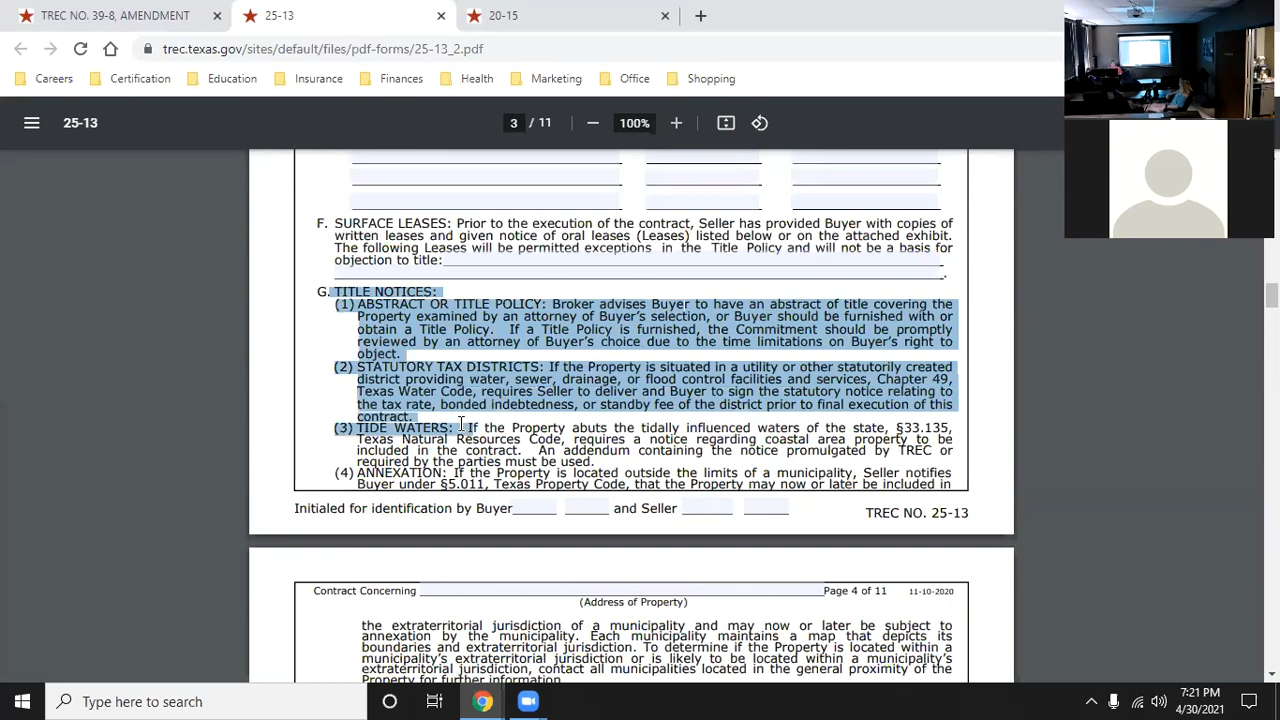 TREC NO. 39-8, AMENDMENT
25-13
20-15
trec.texas.gov/sites/default/files/pdf-forms/25-13_2.pdf
Careers Certification Education Insurance Finances Health Marketing Office Shopping
25-13
3 / 11
100%
F. SURFACE LEASES: Prior to the execution of the contract, Seller has provided Buyer with copies of
written leases and given notice of oral leases (Leases) listed below or on the attached exhibit.
The following Leases will be permitted exceptions in the Title Policy and will not be a basis for
objection to title:
.
G. TITLE NOTICES:
(1) ABSTRACT OR TITLE POLICY: Broker advises Buyer to have an abstract of title covering the
Property examined by an attorney of Buyer's selection, or Buyer should be furnished with or
obtain a Title Policy. If a Title Policy is furnished, the Commitment should be promptly
reviewed by an attorney of Buyer's choice due to the time limitations on Buyer's right to
object.
(2) STATUTORY TAX DISTRICTS: If the Property is situated in a utility or other statutorily created
district providing water, sewer, drainage, or flood control facilities and services, Chapter 49,
Texas Water Code, requires Seller to deliver and Buyer to sign the statutory notice relating to
the tax rate, bonded indebtedness, or standby fee of the district prior to final execution of this
contract.
(3) TIDE WATERS: If the Property abuts the tidally influenced waters of the state, §33.135,
Texas Natural Resources Code, requires a notice regarding coastal area property to be
included in the contract. An addendum containing the notice promulgated by TREC or
required by the parties must be used.
(4) ANNEXATION: If the Property is located outside the limits of a municipality, Seller notifies
Buyer under §5.011, Texas Property Code, that the Property may now or later be included in
Initialed for identification by Buyer and Seller
TREC NO. 25-13
Contract Concerning Page 4 of 11 11-10-2020
(Address of Property)
the extraterritorial jurisdiction of a municipality and may now or later be subject to
annexation by the municipality. Each municipality maintains a map that depicts its
boundaries and extraterritorial jurisdiction. To determine if the Property is located within a
municipality's extraterritorial jurisdiction or is likely to be located within a municipality's
extraterritorial jurisdiction, contact all municipalities located in the general proximity of the
Property for further information.
Type here to search
7:21 PM
4/30/2021